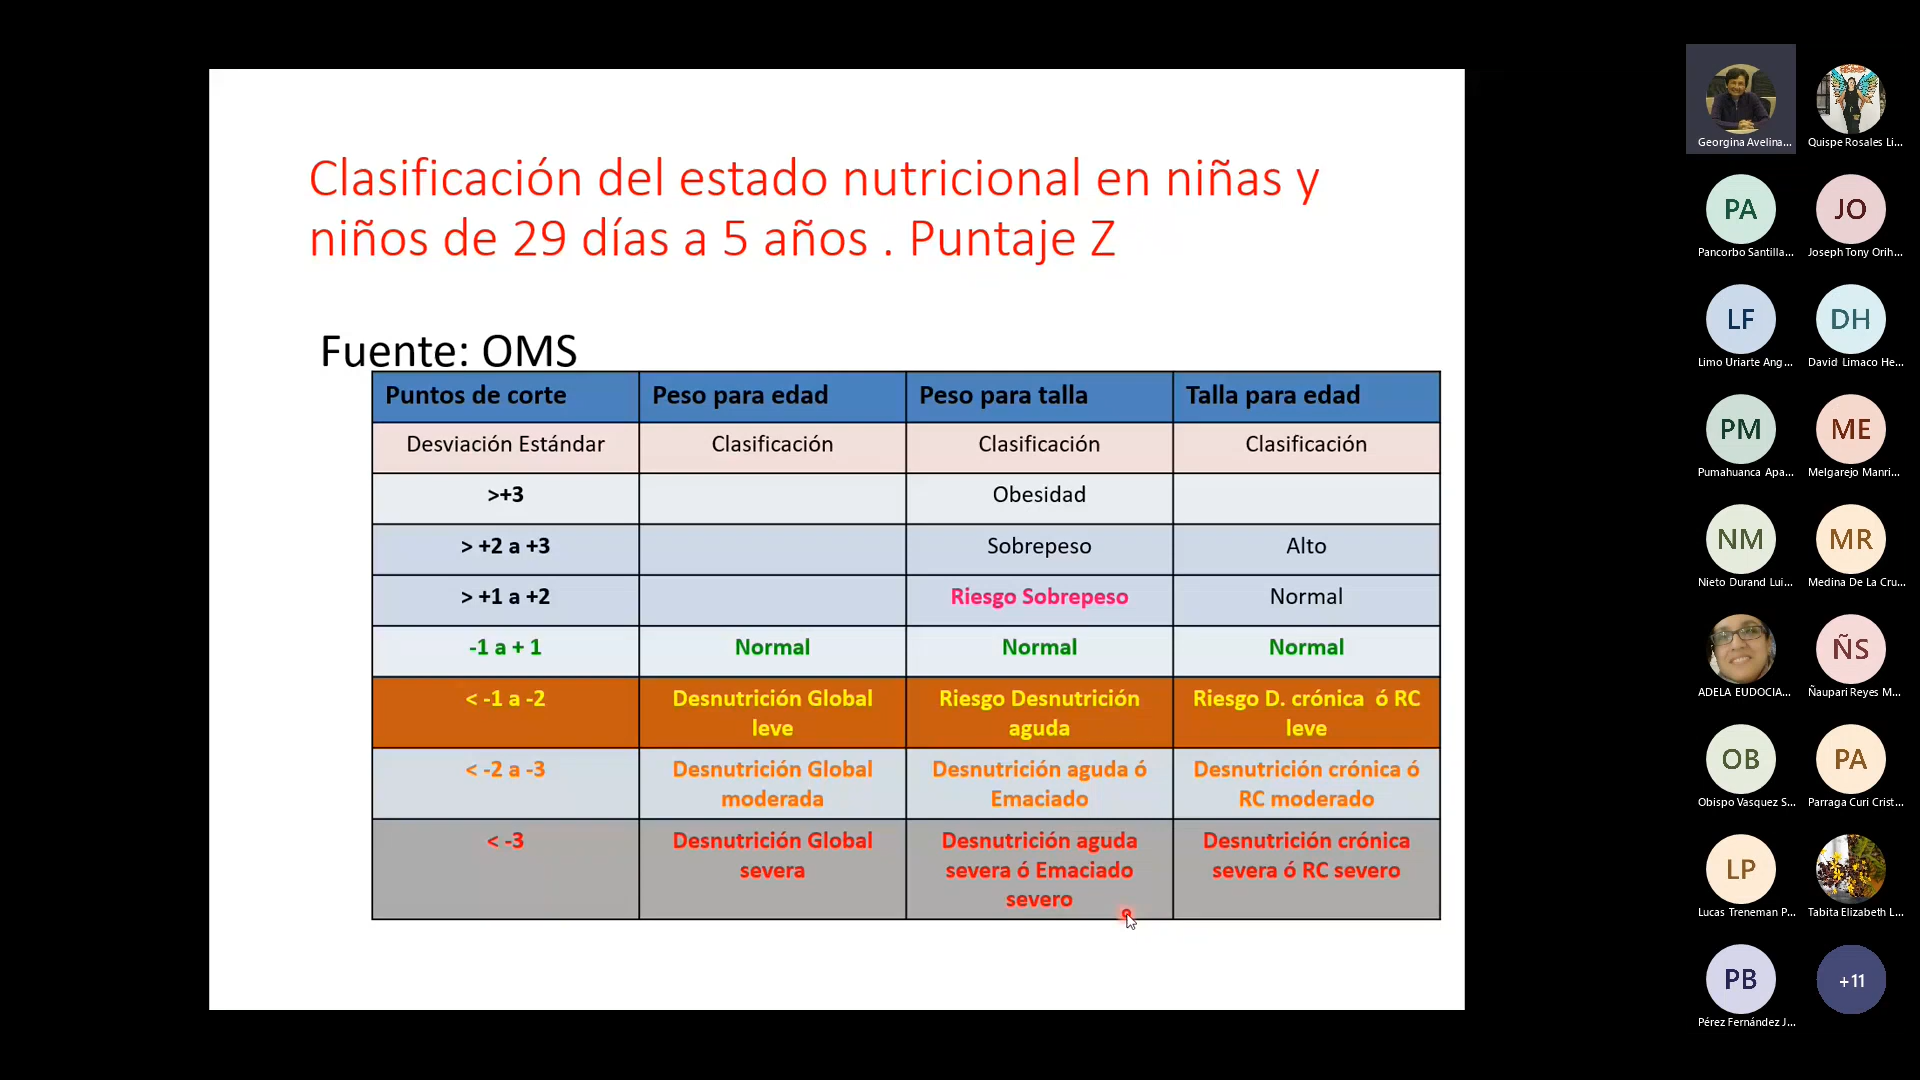 Clasificación del estado nutricional en niñas y
niños de 29 días a 5 años . Puntaje Z
Fuente: OMS
Puntos de corte Peso para edad Peso para talla Talla para edad
Desviación Estándar Clasificación Clasificación Clasificación
>+3 Obesidad
> +2 a +3 Sobrepeso Alto
> +1 a +2 Riesgo Sobrepeso Normal
-1 a + 1 Normal Normal Normal
< -1 a -2 Desnutrición Global Riesgo Desnutrición Riesgo D. crónica ó RC
leve aguda leve
< -2 a -3 Desnutrición Global Desnutrición aguda ó Desnutrición crónica ó
moderada Emaciado RC moderado
< -3 Desnutrición Global Desnutrición aguda Desnutrición crónica
severa severa ó Emaciado severa ó RC severo
severo
Georgina Avelina... Quispe Rosales Li...
PA JO
Pancorbo Santilla... Joseph Tony Orih...
LF DH
Limo Uriarte Ang... David Limaco He...
PM ME
Pumahuanca Apa... Melgarejo Manri...
NM MR
Nieto Durand Lui... Medina De La Cru...
ÑS
ADELA EUDOCIA... Ñaupari Reyes M...
OB PA
Obispo Vasquez S... Parraga Curi Crist...
LP
Lucas Treneman P... Tabita Elizabeth L...
PB +11
Pérez Fernández J...